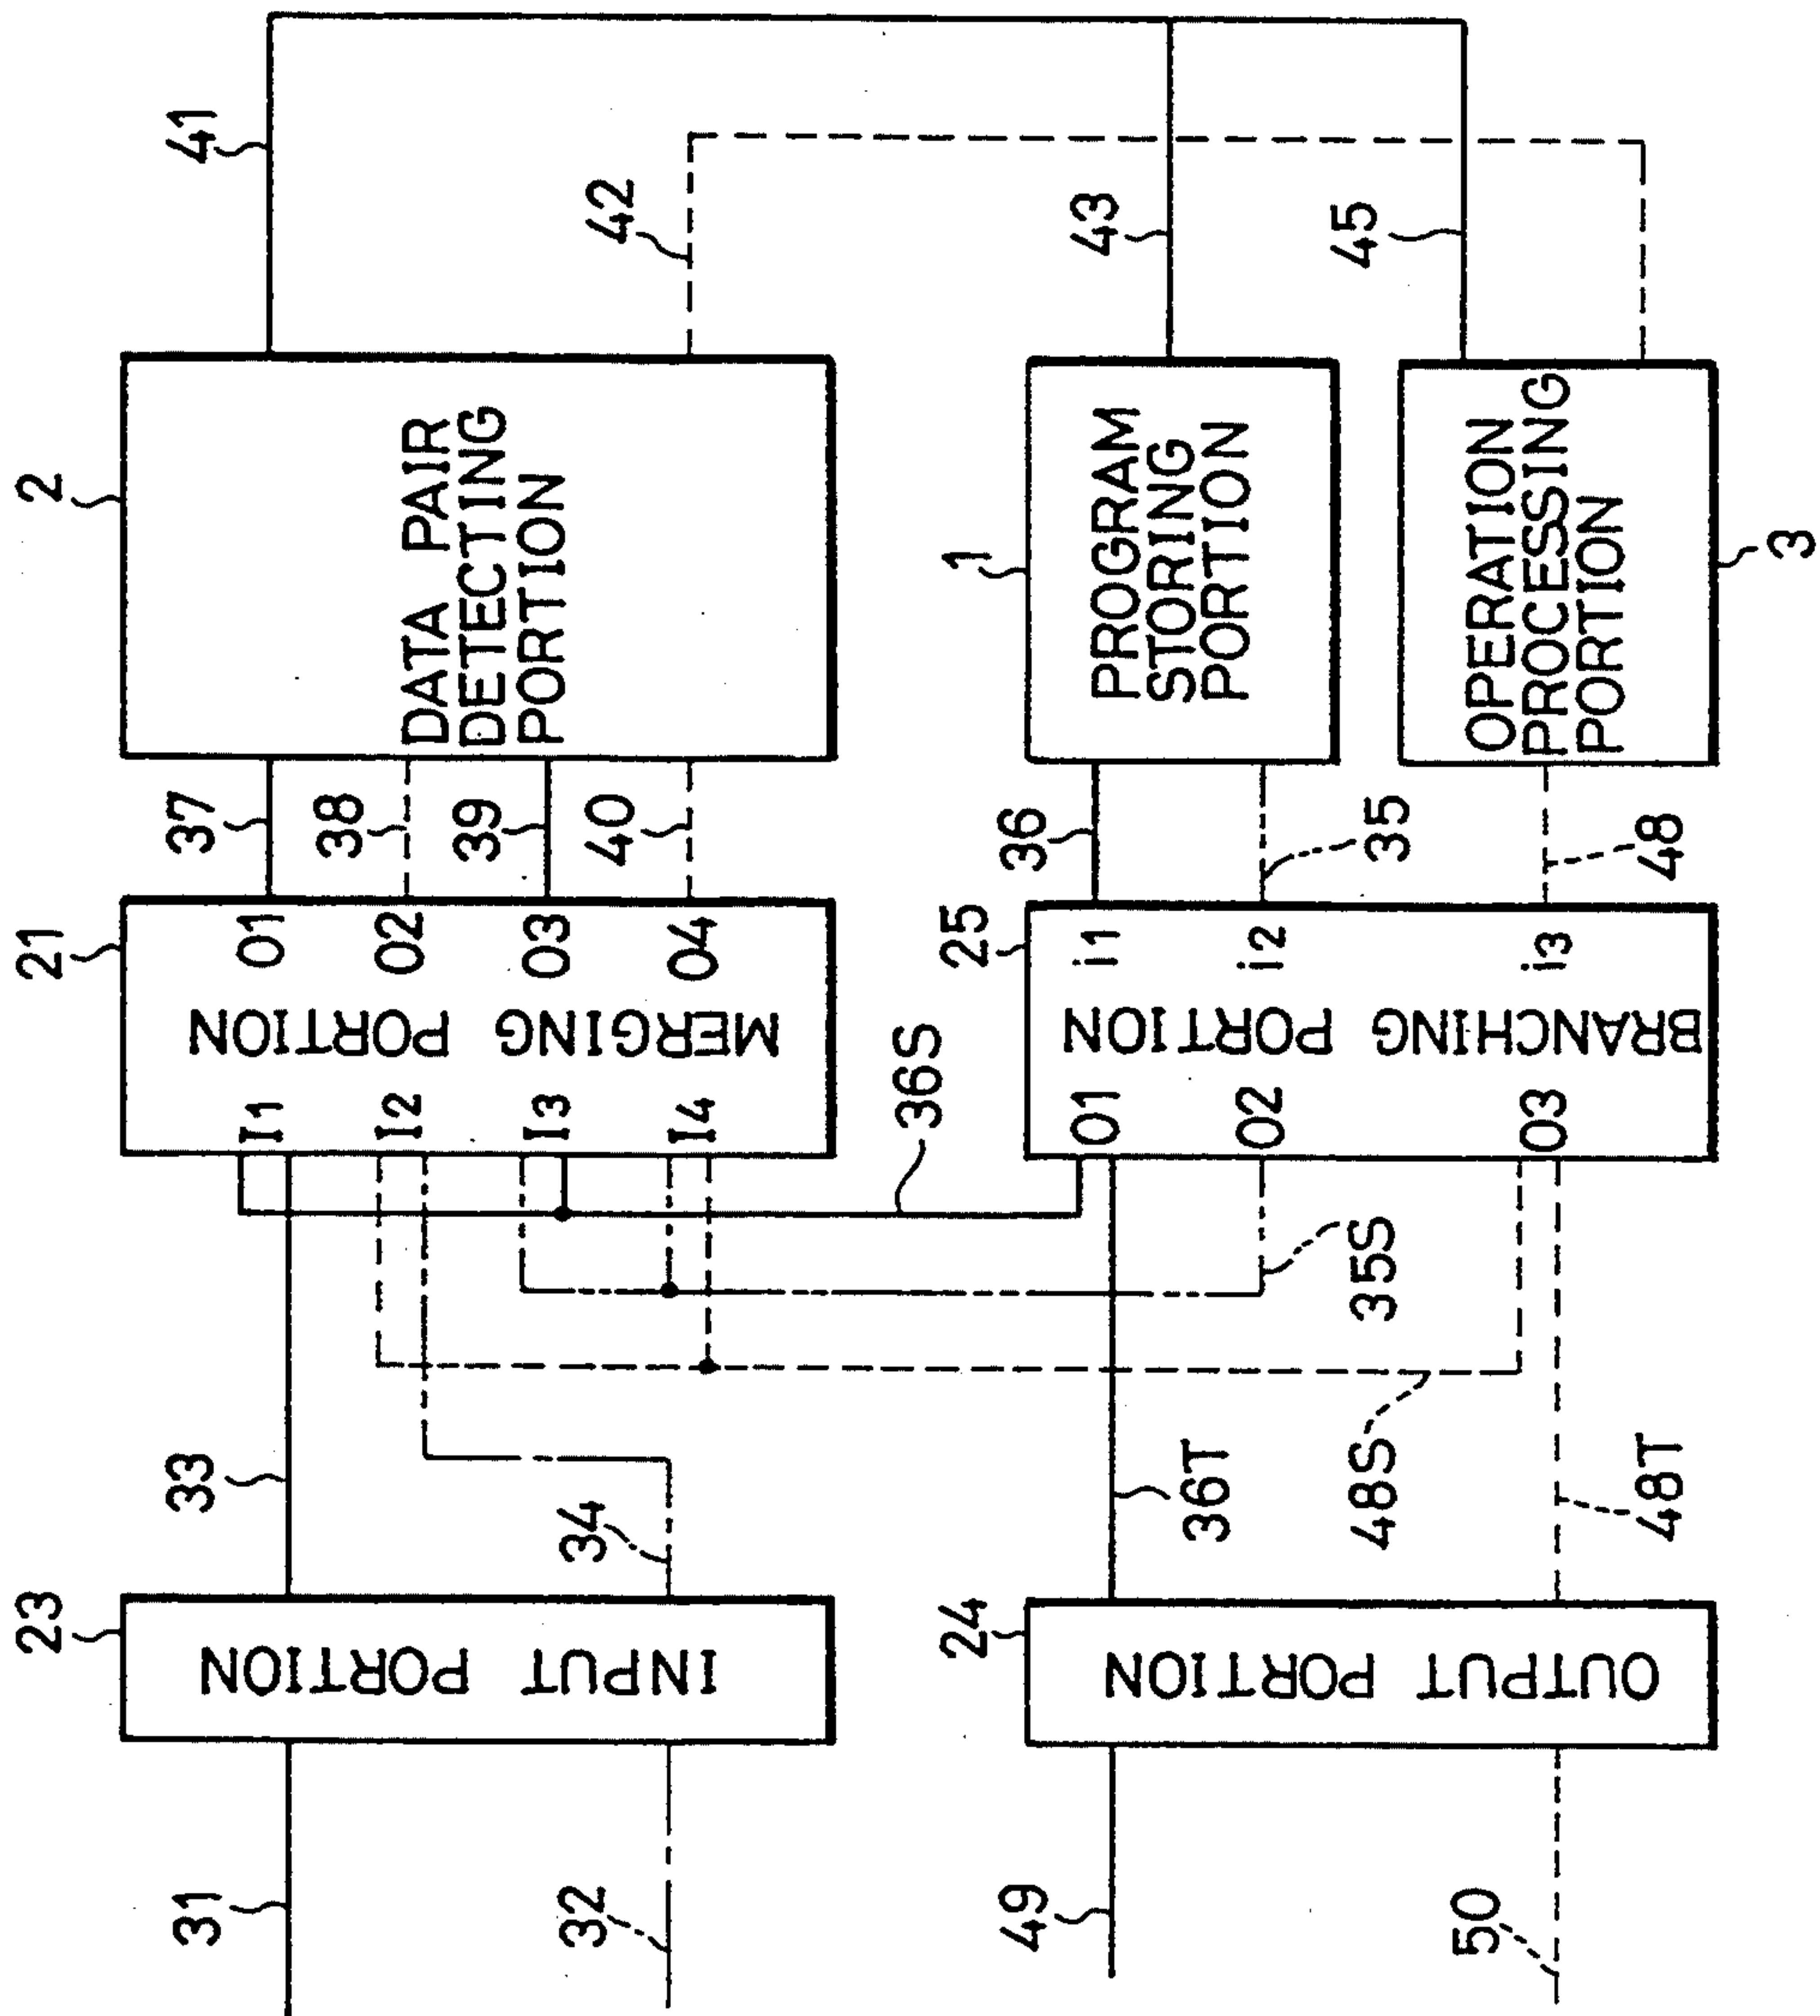 41
42
43
45
2
DATA PAIR
DETECTING
PORTION
1
PROGRAM
STORING
PORTION
OPERATION
PROCESSING
PORTION
3
37
38
39
40
36
35
48
21
O1
O2
O3
O4
MERGING PORTION
I1
I2
I3
I4
25
i1
i2
i3
BRANCHING PORTION
O1
O2
O3
36S
35S
33
34
36T
48S
48T
23
INPUT PORTION
24
OUTPUT PORTION
31
32
49
50